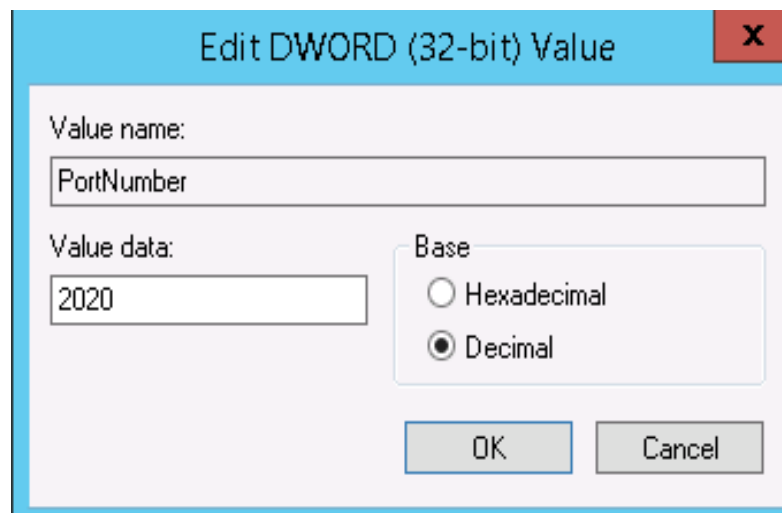 Edit DWORD (32-bit) Value
x
Value name:
PortNumber
Value data:
2020
Base
Hexadecimal
Decimal
OK
Cancel